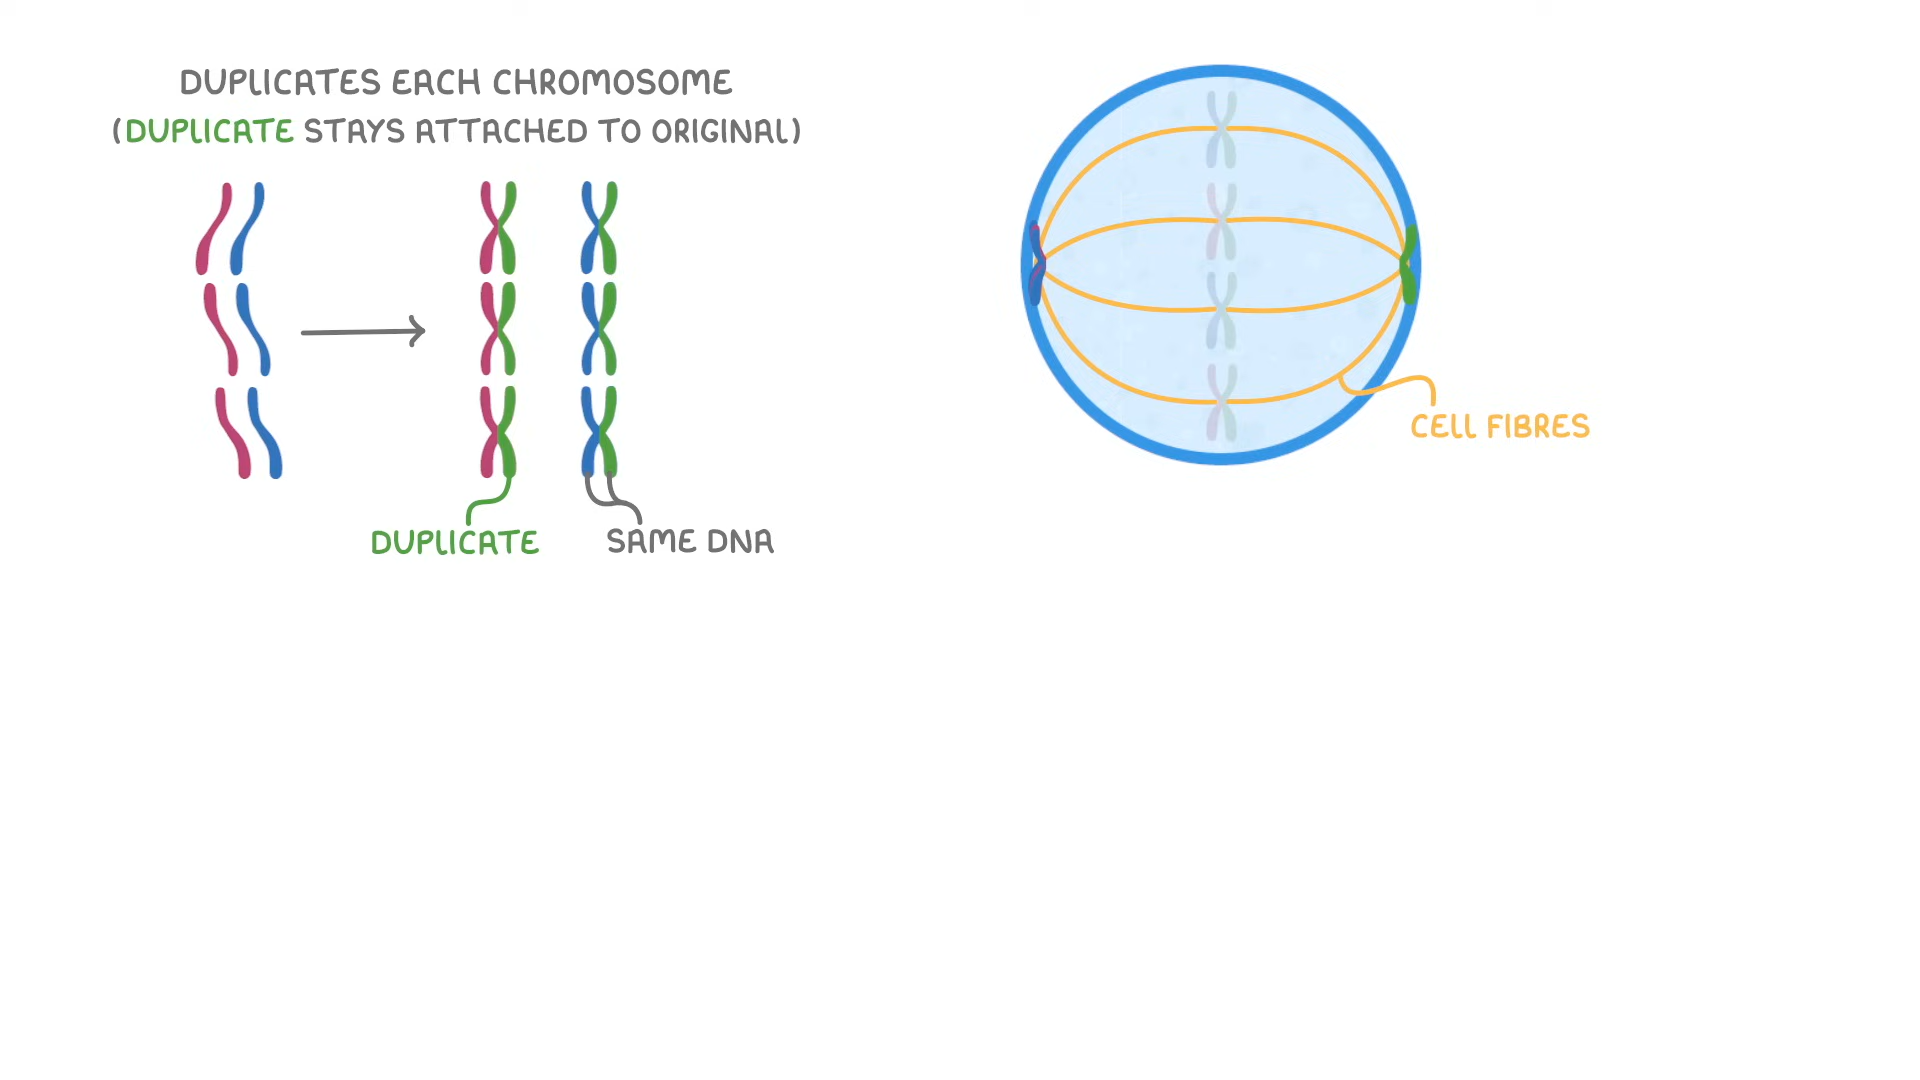 DUPLICATES EACH CHROMOSOME
(DUPLICATE STAYS ATTACHED TO ORIGINAL)
DUPLICATE
SAME DNA
CELL FIBRES